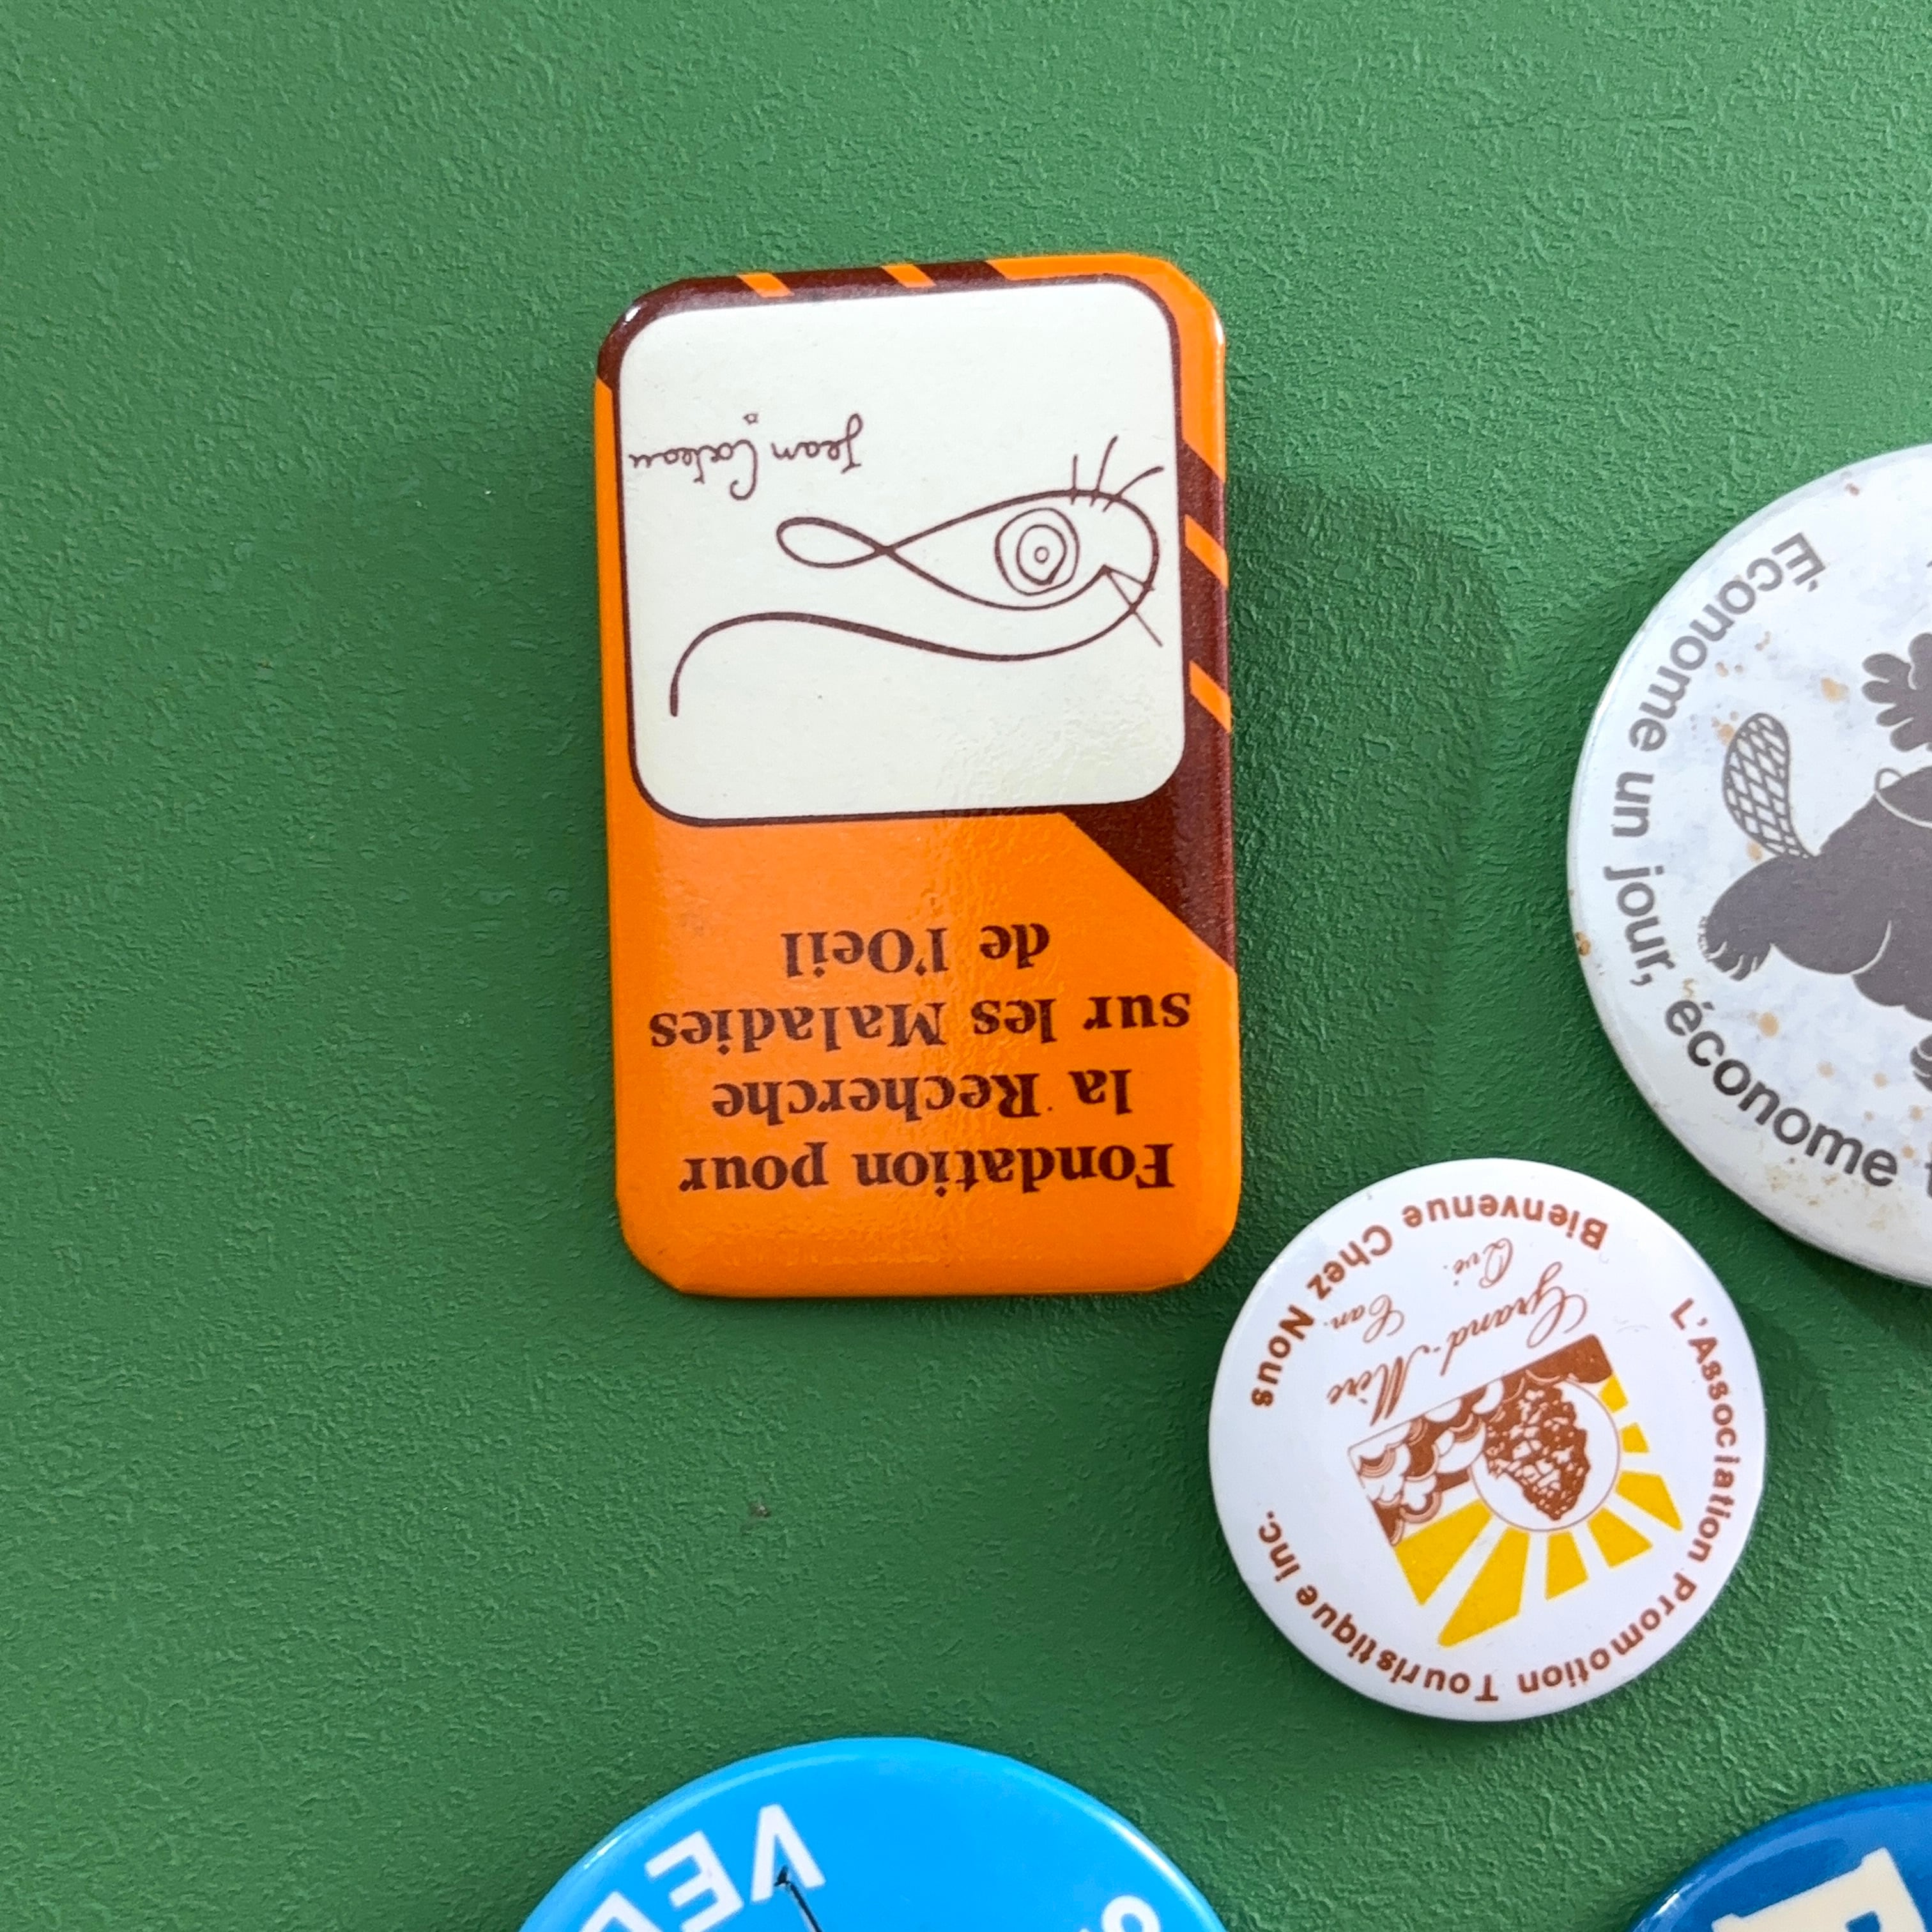 Fondation pour
la Recherche
sur les Maladies
de l'Oeil
Jean Cocteau
Économe un jour, économe
L'Association Promotion Touristique inc.
Grand-Mère
Qué. Can.
Bienvenue Chez Nous